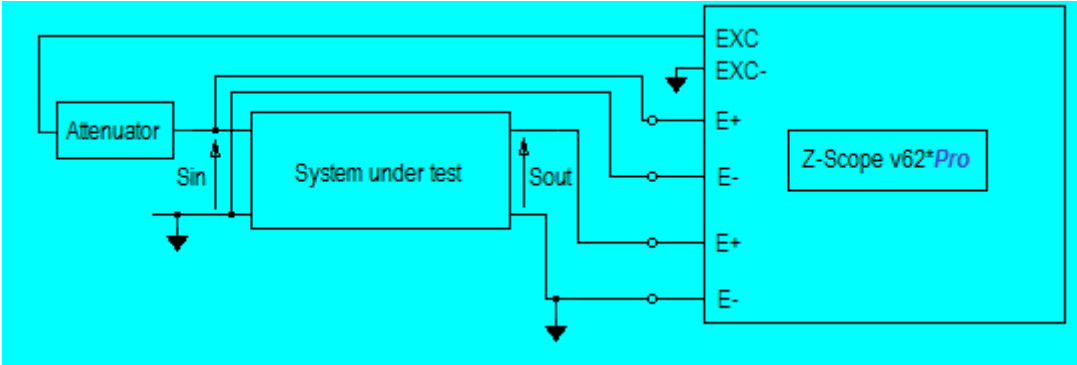 EXC
EXC-
Attenuator
E+
Sin
System under test
Sout
E-
Z-Scope v62*Pro
E+
E-